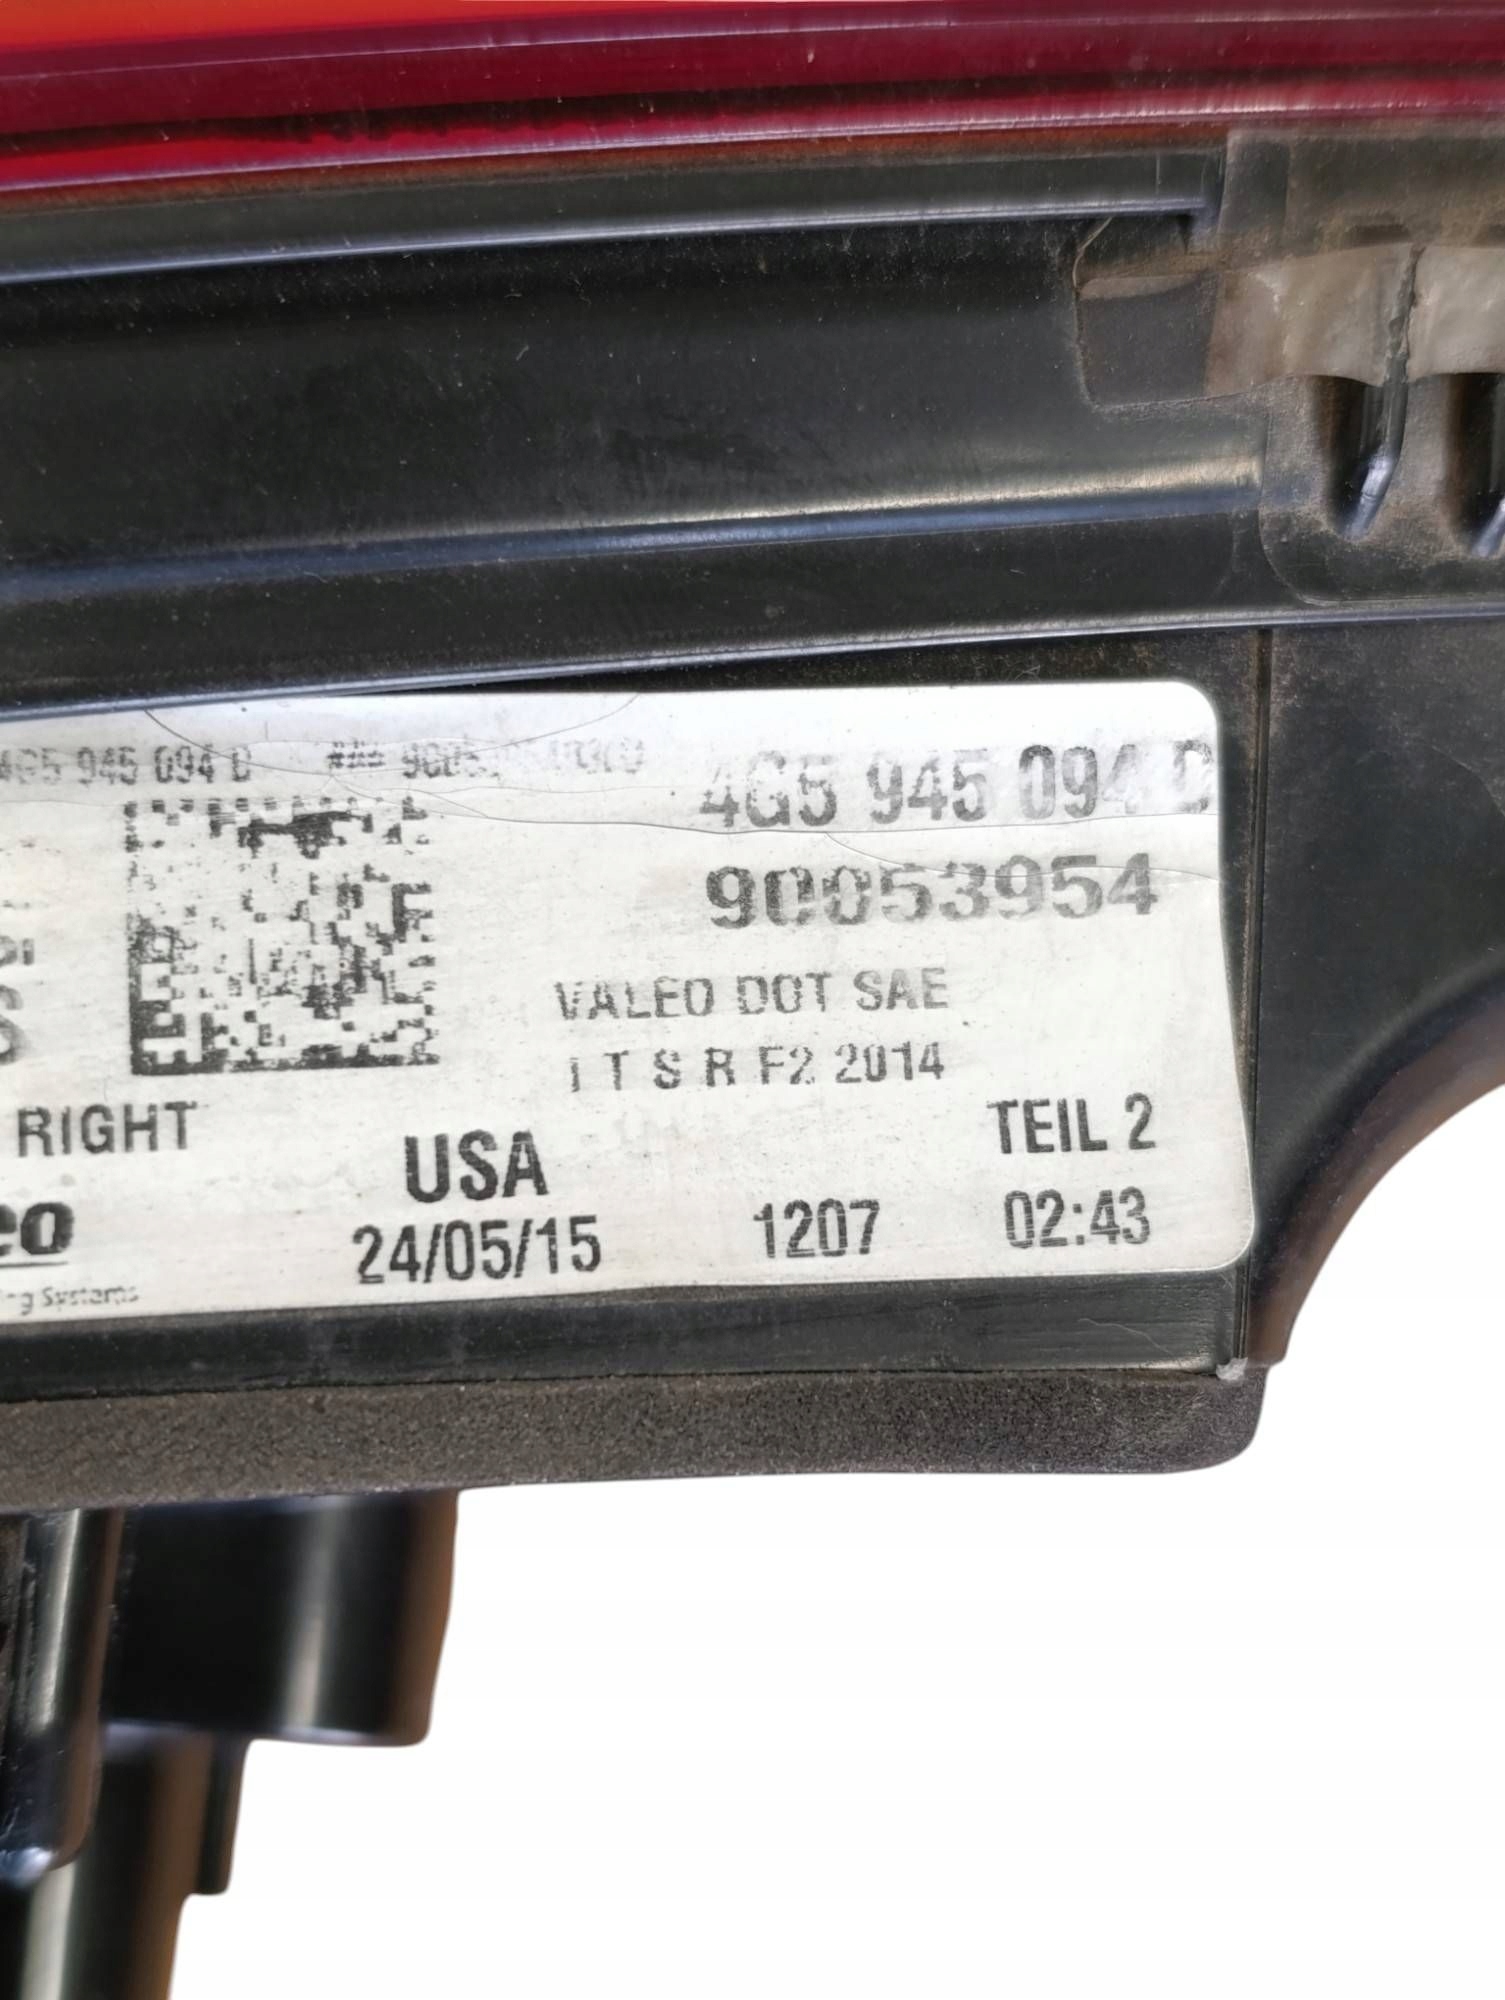 4G5 945 094
4G5 945 094
90053954
VALEO DOT SAE
I T S R F2 2014
RIGHT
USA
TEIL 2
24/05/15
1207
02:43
Systems